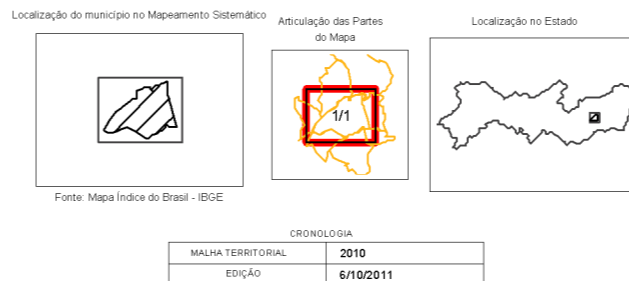 Localização do município no Mapeamento Sistemático
Articulação das Partes
do Mapa
Localização no Estado
1/1
Fonte: Mapa Índice do Brasil - IBGE
CRONOLOGIA
MALHA TERRITORIAL 2010
EDIÇÃO 6/10/2011